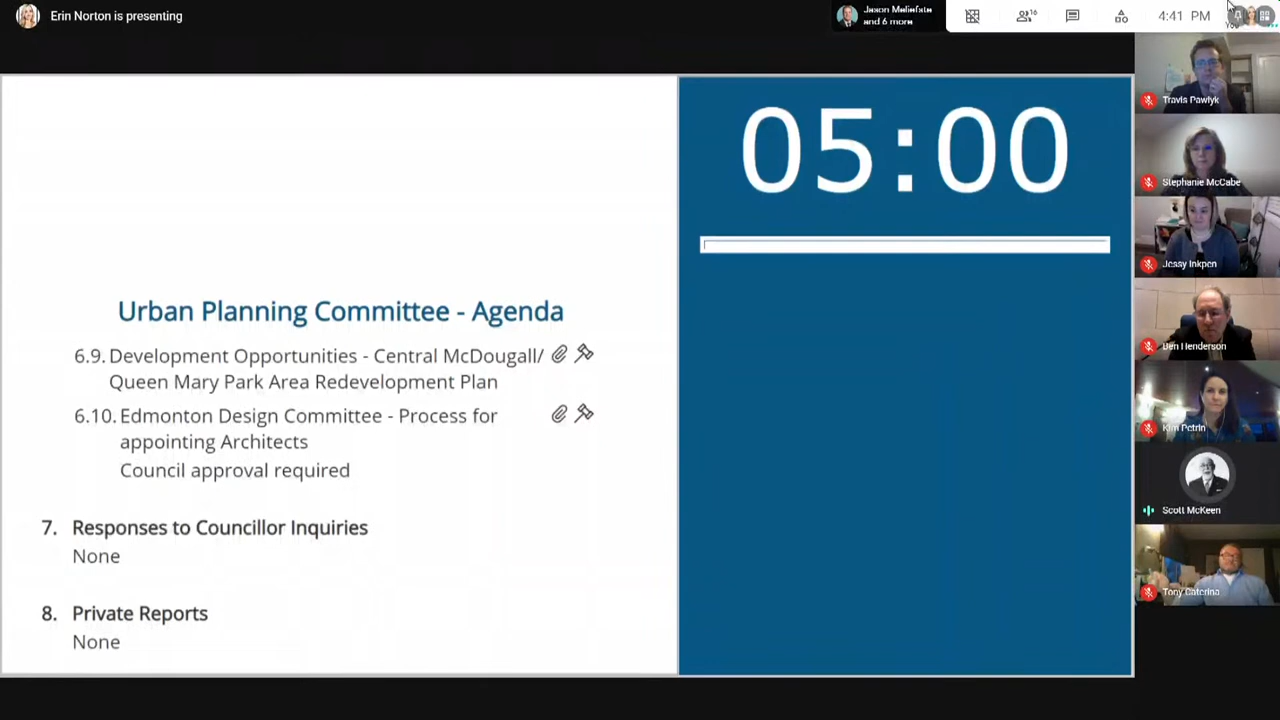 Erin Norton is presenting
Jason Meliefste
and 6 more
16
4:41 PM
You
05:00
Travis Pawlyk
Stephanie McCabe
Jessy Inkpen
Ben Henderson
Kim Petrin
Scott McKeen
Tony Caterina
Urban Planning Committee - Agenda
6.9. Development Opportunities - Central McDougall/
Queen Mary Park Area Redevelopment Plan
6.10. Edmonton Design Committee - Process for
appointing Architects
Council approval required
7. Responses to Councillor Inquiries
None
8. Private Reports
None